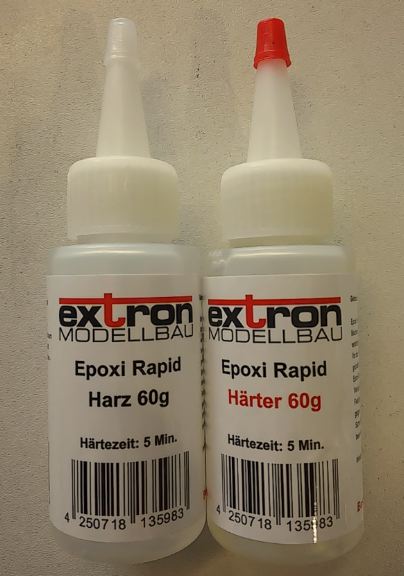 extron
MODELLBAU
Epoxi Rapid
Harz 60g
Härtezeit: 5 Min.
4 250718 135983
extron
MODELLBAU
Epoxi Rapid
Härter 60g
Härtezeit: 5 Min.
4 250718 135983